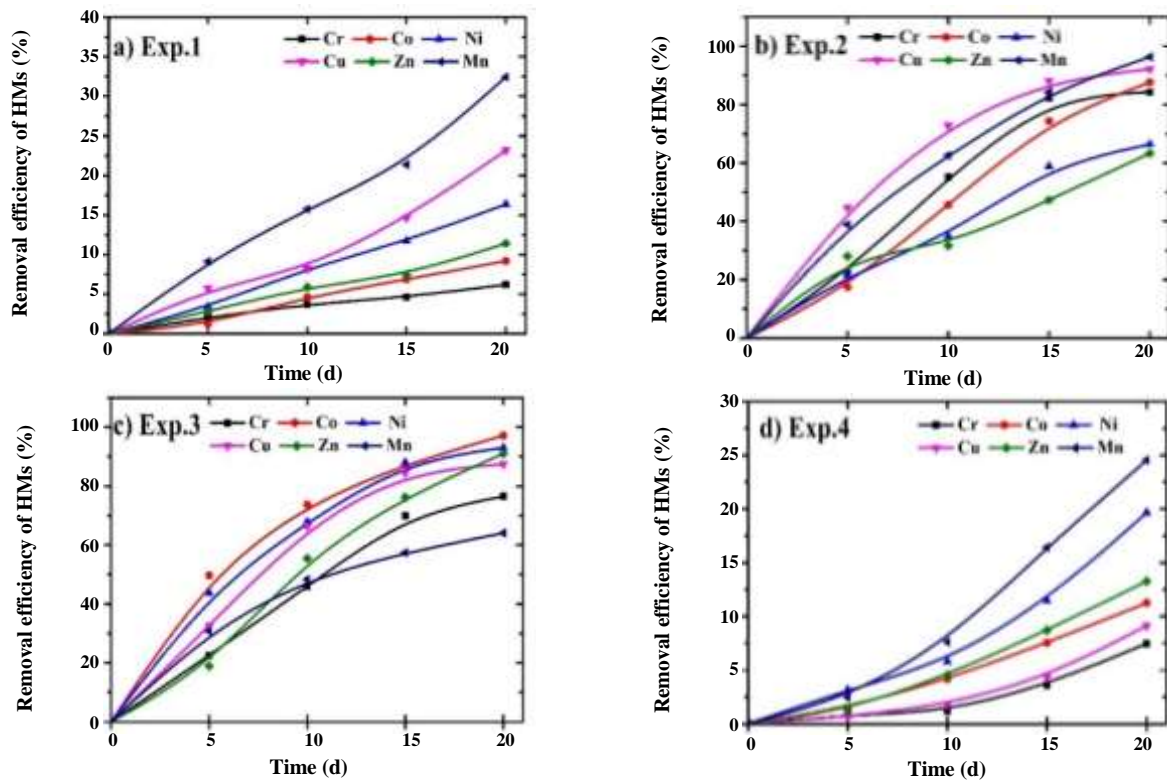 a) Exp.1
Cr Co Ni
Cu Zn Mn
Removal efficiency of HMs (%)
40
35
30
25
20
15
10
5
0
0 5 10 15 20
Time (d)
b) Exp.2
Cr Co Ni
Cu Zn Mn
Removal efficiency of HMs (%)
100
80
60
40
20
0
0 5 10 15 20
Time (d)
c) Exp.3
Cr Co Ni
Cu Zn Mn
Removal efficiency of HMs (%)
100
80
60
40
20
0
0 5 10 15 20
Time (d)
d) Exp.4
Cr Co Ni
Cu Zn Mn
Removal efficiency of HMs (%)
30
25
20
15
10
5
0
0 5 10 15 20
Time (d)